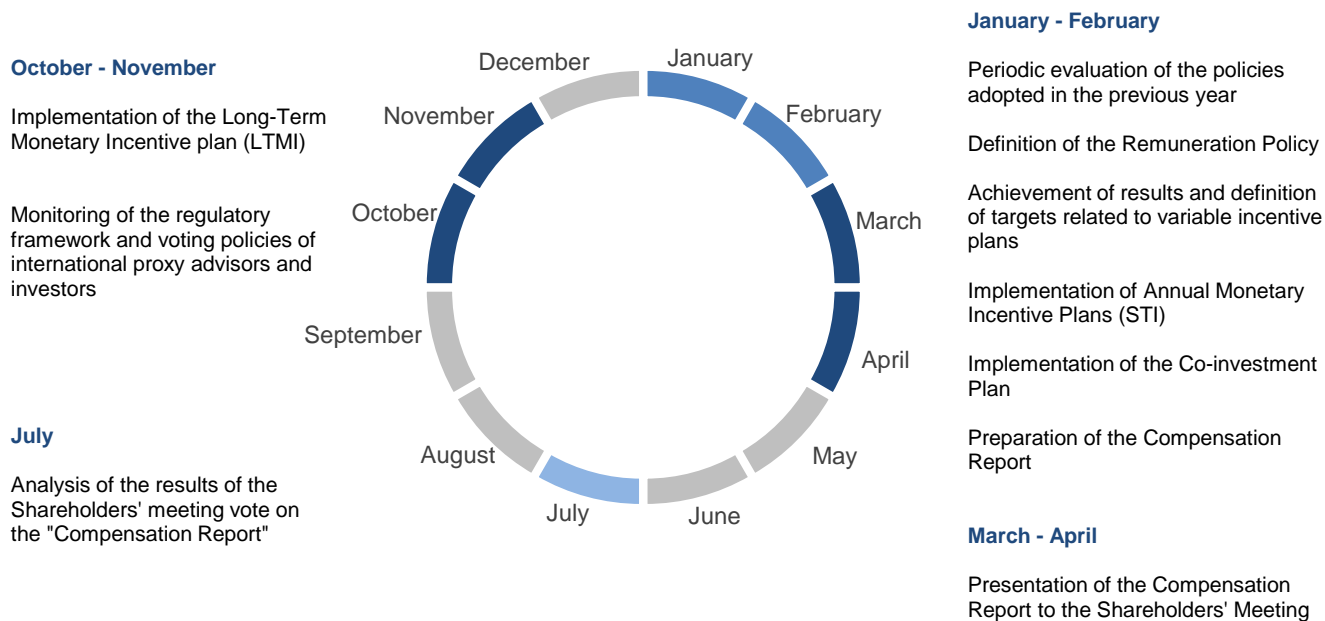 October - November
Implementation of the Long-Term
Monetary Incentive plan (LTMI)
Monitoring of the regulatory
framework and voting policies of
international proxy advisors and
investors
July
Analysis of the results of the
Shareholders' meeting vote on
the "Compensation Report"
December
January
November
February
October
March
September
April
August
May
July
June
January - February
Periodic evaluation of the policies
adopted in the previous year
Definition of the Remuneration Policy
Achievement of results and definition
of targets related to variable incentive
plans
Implementation of Annual Monetary
Incentive Plans (STI)
Implementation of the Co-investment
Plan
Preparation of the Compensation
Report
March - April
Presentation of the Compensation
Report to the Shareholders' Meeting